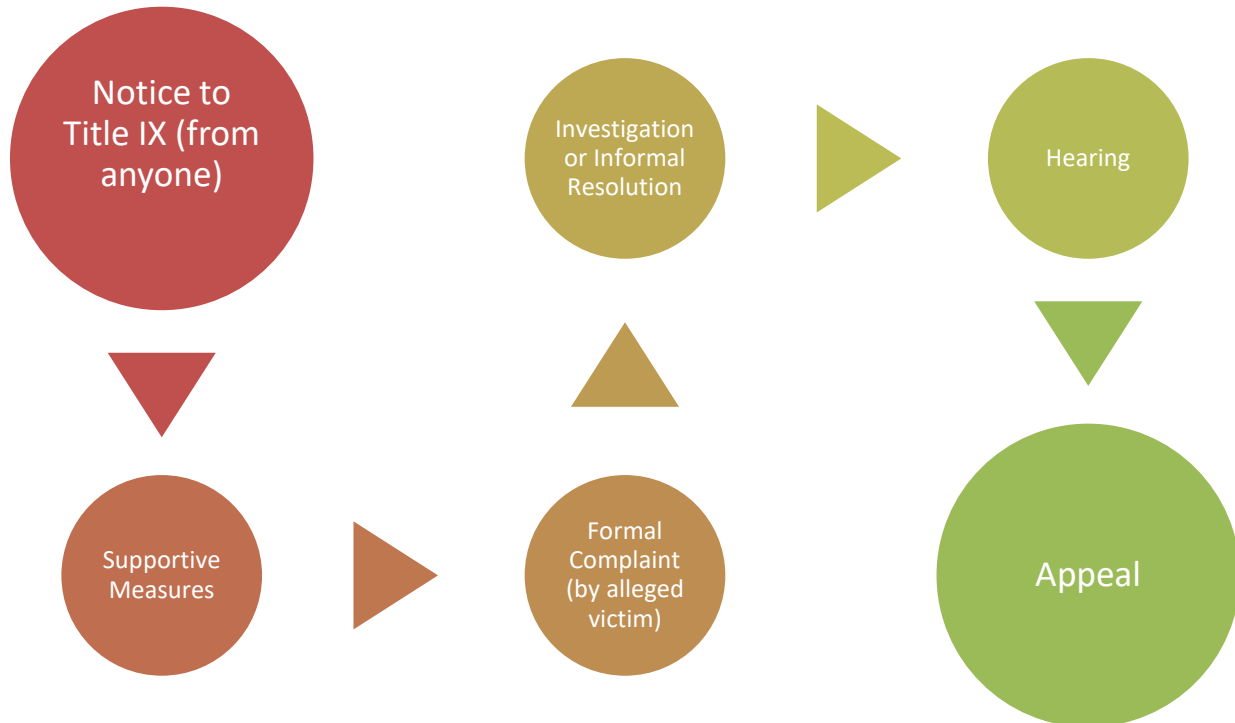 Notice to
Title IX (from
anyone)
Supportive
Measures
Formal
Complaint
(by alleged
victim)
Investigation
or Informal
Resolution
Hearing
Appeal